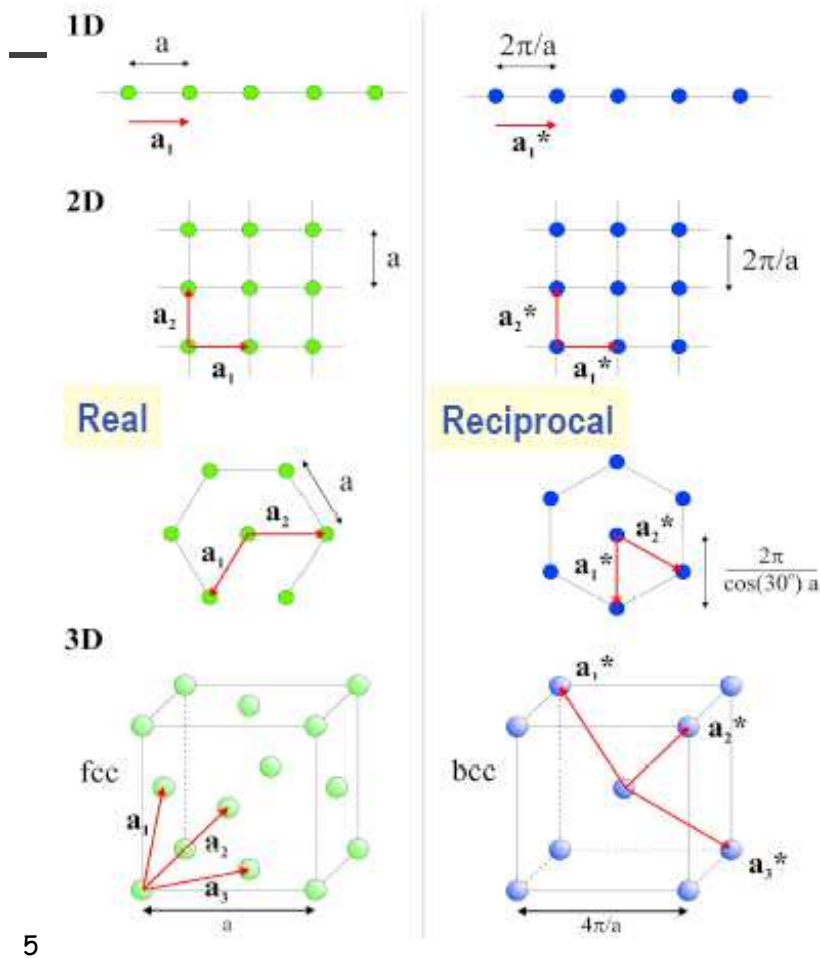 1D
a
a₁
2π/a
a₁*
2D
a
a₂
a₁
2π/a
a₂*
a₁*
Real
Reciprocal
a
a₂
a₁
a₂*
a₁*
2π
cos(30°) a
3D
fcc
a₁
a₂
a₃
a
a₁*
a₂*
bcc
a₃*
4π/a
5